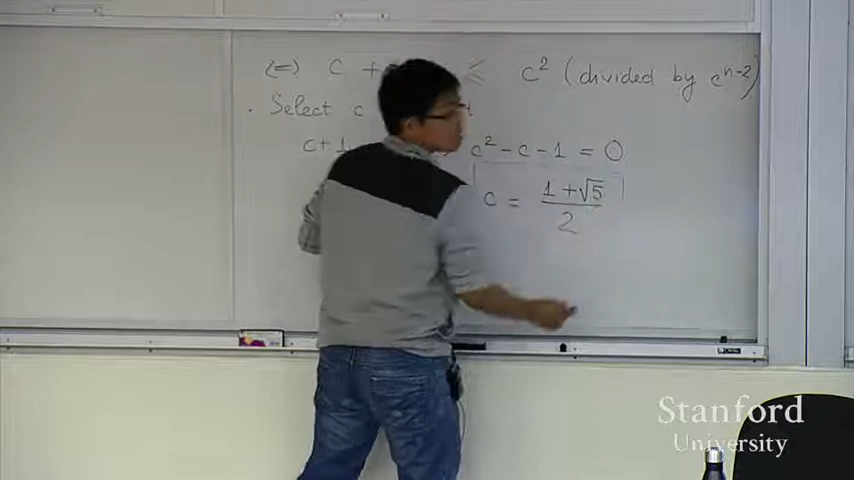 (⇔) c + ≤ c² (divided by cⁿ⁻²)
· Select c
c+1 c² - c - 1 = 0
c = (1 + √5) / 2
Stanford
University